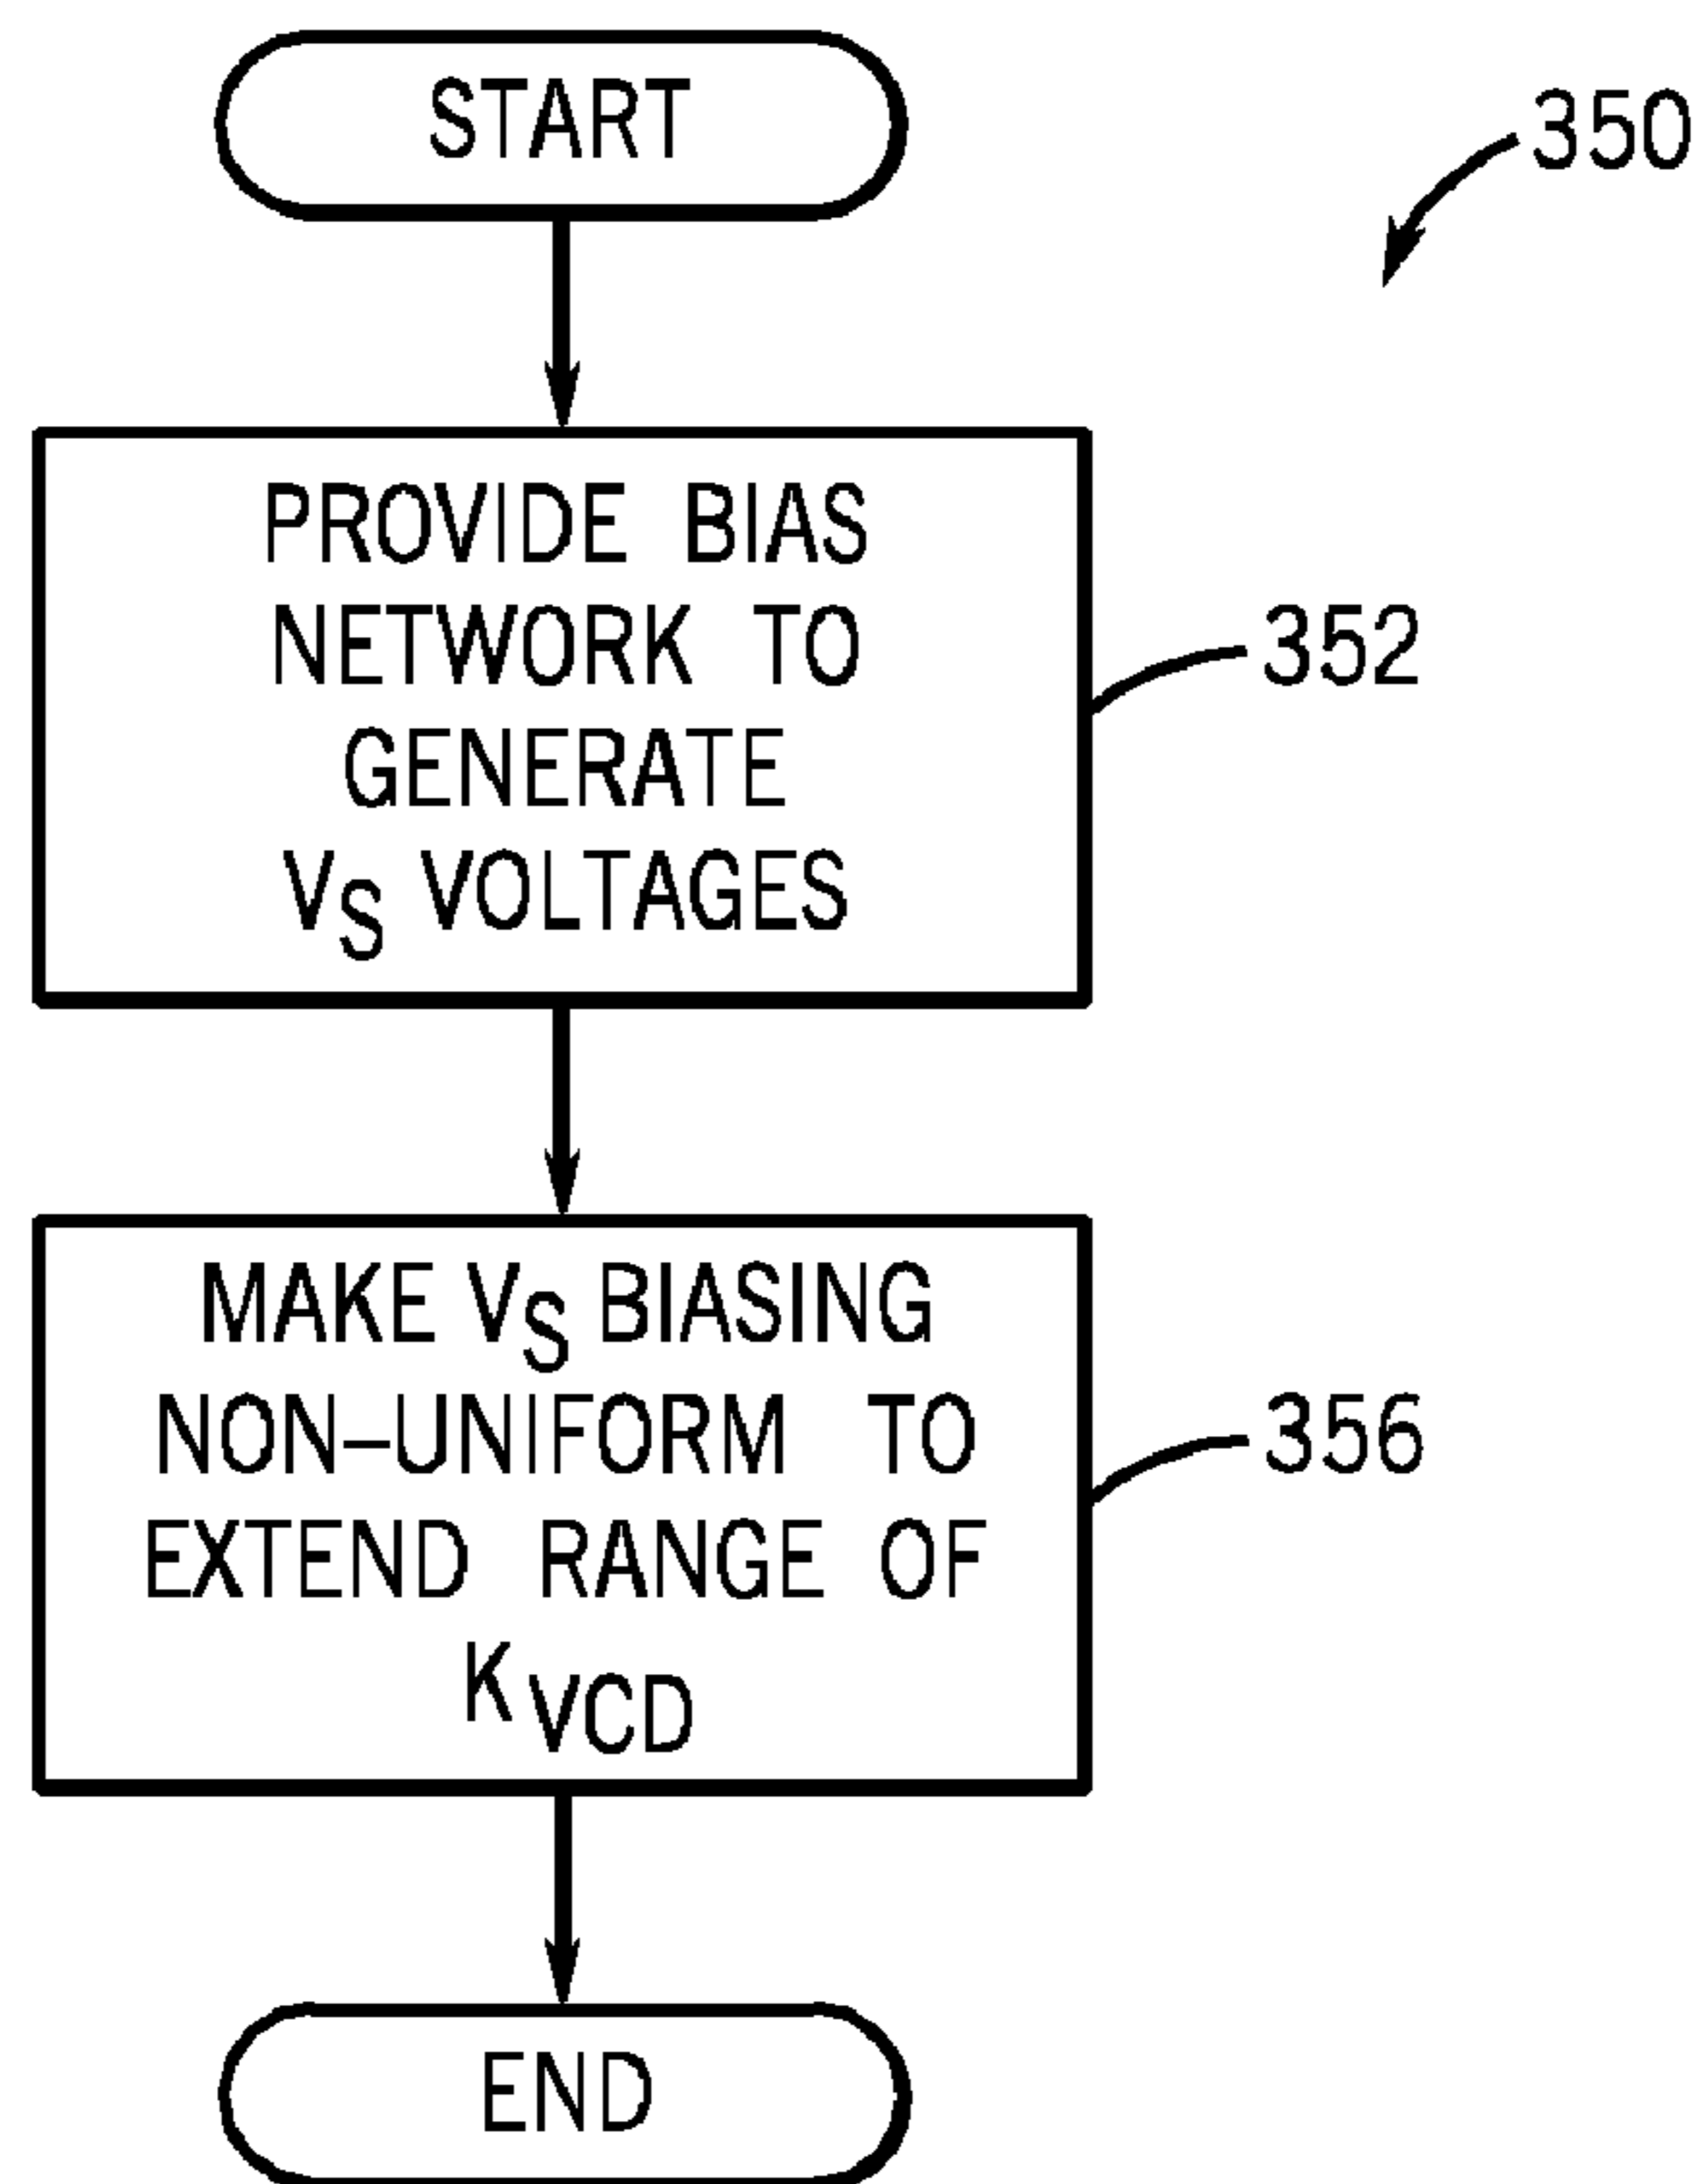 START
350
PROVIDE BIAS
NETWORK TO
GENERATE
VS VOLTAGES
352
MAKE VS BIASING
NON-UNIFORM TO
EXTEND RANGE OF
KVCD
356
END